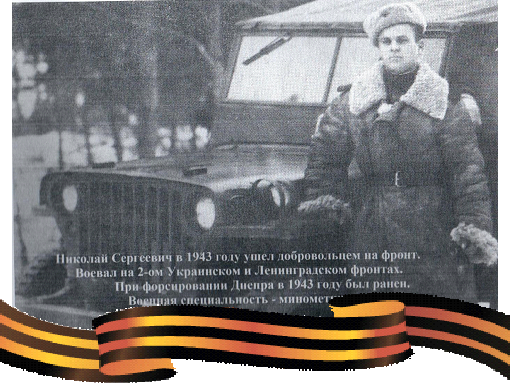 Николай Сергеевич в 1943 году ушел добровольцем на фронт.
Воевал на 2-ом Украинском и Ленинградском фронтах.
При форсировании Днепра в 1943 году был ранен.
Военная специальность -